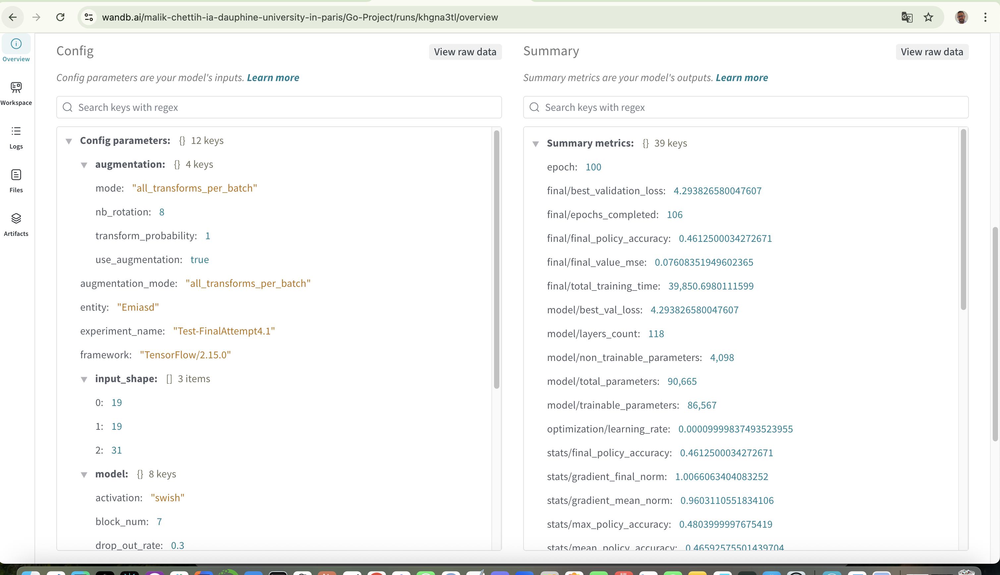 wandb.ai/malik-chettih-ia-dauphine-university-in-paris/Go-Project/runs/khgna3tl/overview
Overview
Workspace
Logs
Files
Artifacts
Config
View raw data
Config parameters are your model's inputs. Learn more
Search keys with regex
Config parameters: {} 12 keys
augmentation: {} 4 keys
mode: "all_transforms_per_batch"
nb_rotation: 8
transform_probability: 1
use_augmentation: true
augmentation_mode: "all_transforms_per_batch"
entity: "Emiasd"
experiment_name: "Test-FinalAttempt4.1"
framework: "TensorFlow/2.15.0"
input_shape: [] 3 items
0: 19
1: 19
2: 31
model: {} 8 keys
activation: "swish"
block_num: 7
drop_out_rate: 0.3
Summary
View raw data
Summary metrics are your model's outputs. Learn more
Search keys with regex
Summary metrics: {} 39 keys
epoch: 100
final/best_validation_loss: 4.293826580047607
final/epochs_completed: 106
final/final_policy_accuracy: 0.4612500034272671
final/final_value_mse: 0.07608351949602365
final/total_training_time: 39,850.6980111599
model/best_val_loss: 4.293826580047607
model/layers_count: 118
model/non_trainable_parameters: 4,098
model/total_parameters: 90,665
model/trainable_parameters: 86,567
optimization/learning_rate: 0.00009999837493523955
stats/final_policy_accuracy: 0.4612500034272671
stats/gradient_final_norm: 1.0066063404083252
stats/gradient_mean_norm: 0.9603110551834106
stats/max_policy_accuracy: 0.4803999997675419
stats/mean_policy_accuracy: 0.46592575501439704